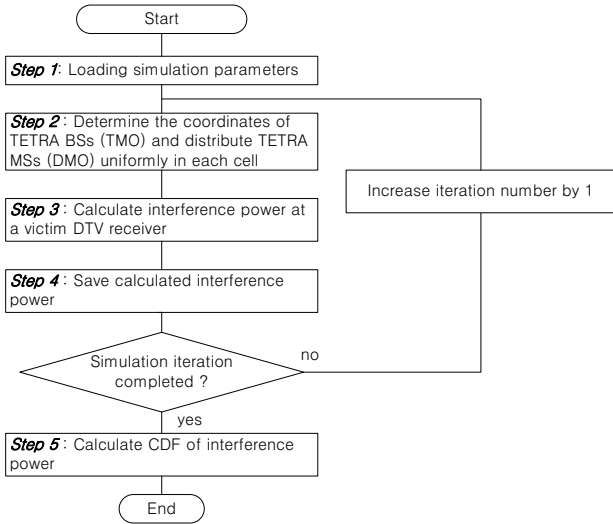 Start
Step 1: Loading simulation parameters
Step 2 : Determine the coordinates of
TETRA BSs (TMO) and distribute TETRA
MSs (DMO) uniformly in each cell
Increase iteration number by 1
Step 3 : Calculate interference power at
a victim DTV receiver
Step 4 : Save calculated interference
power
Simulation iteration
completed ?
no
yes
Step 5 : Calculate CDF of interference
power
End